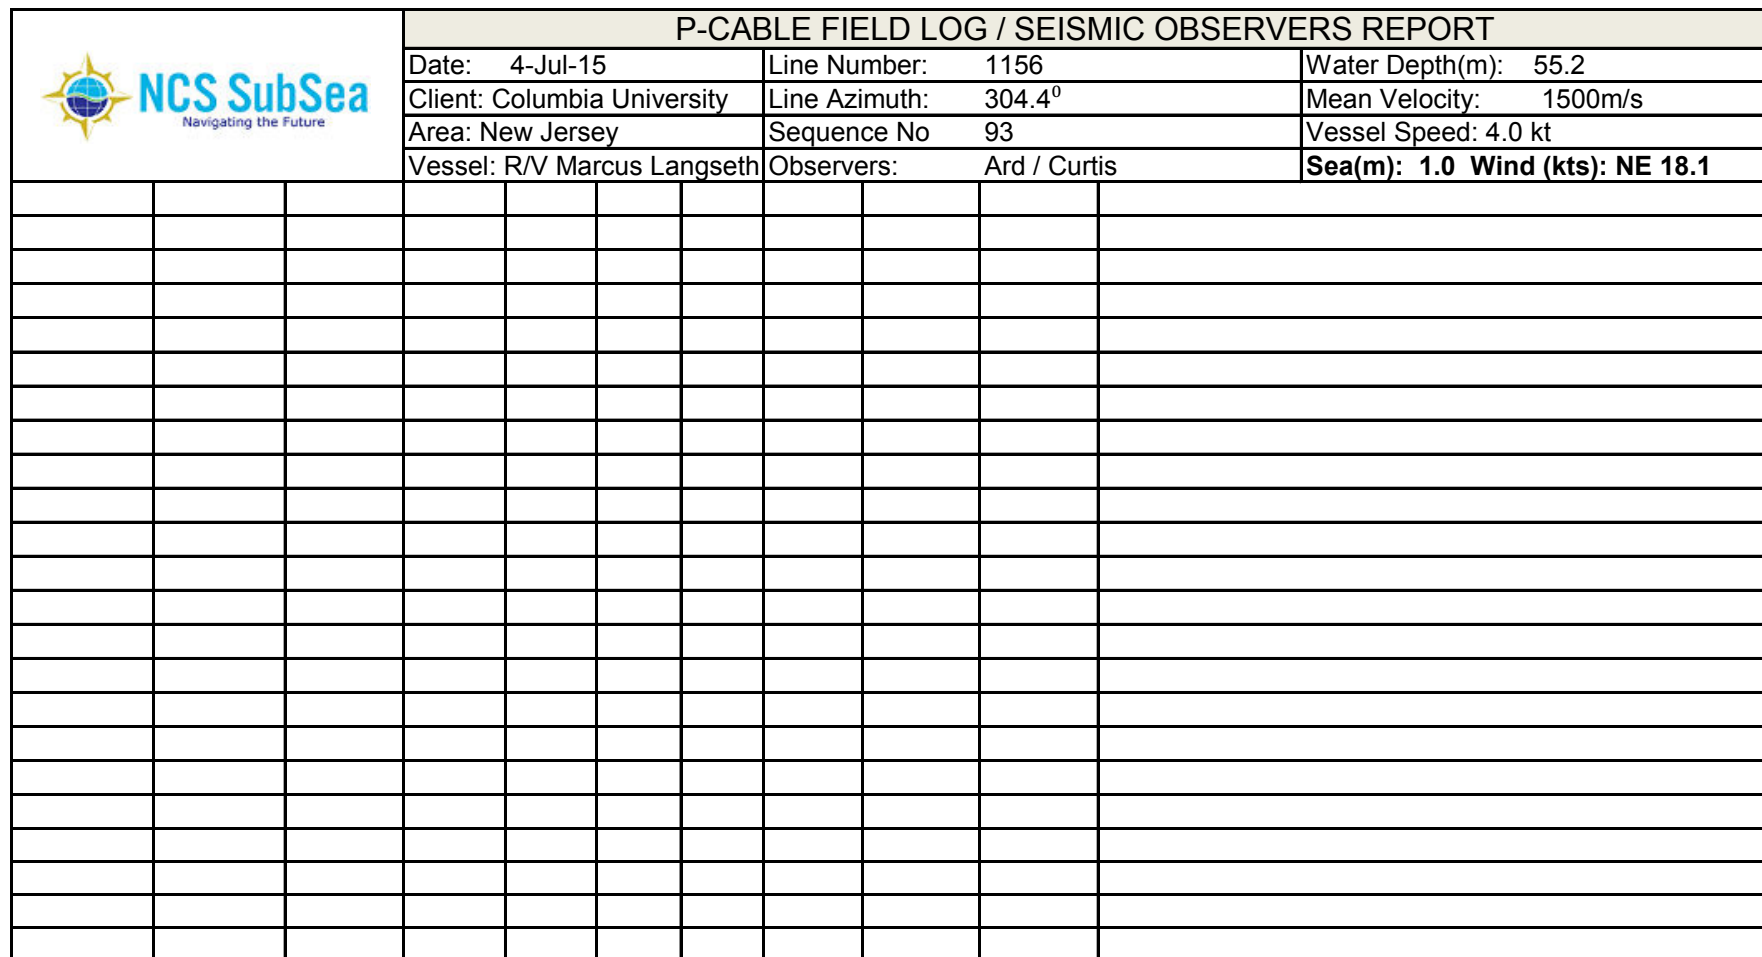 NCS SubSea
Navigating the Future
P-CABLE FIELD LOG / SEISMIC OBSERVERS REPORT
Date: 4-Jul-15 Line Number: 1156 Water Depth(m): 55.2
Client: Columbia University Line Azimuth: 304.4⁰ Mean Velocity: 1500m/s
Area: New Jersey Sequence No 93 Vessel Speed: 4.0 kt
Vessel: R/V Marcus Langseth Observers: Ard / Curtis Sea(m): 1.0 Wind (kts): NE 18.1